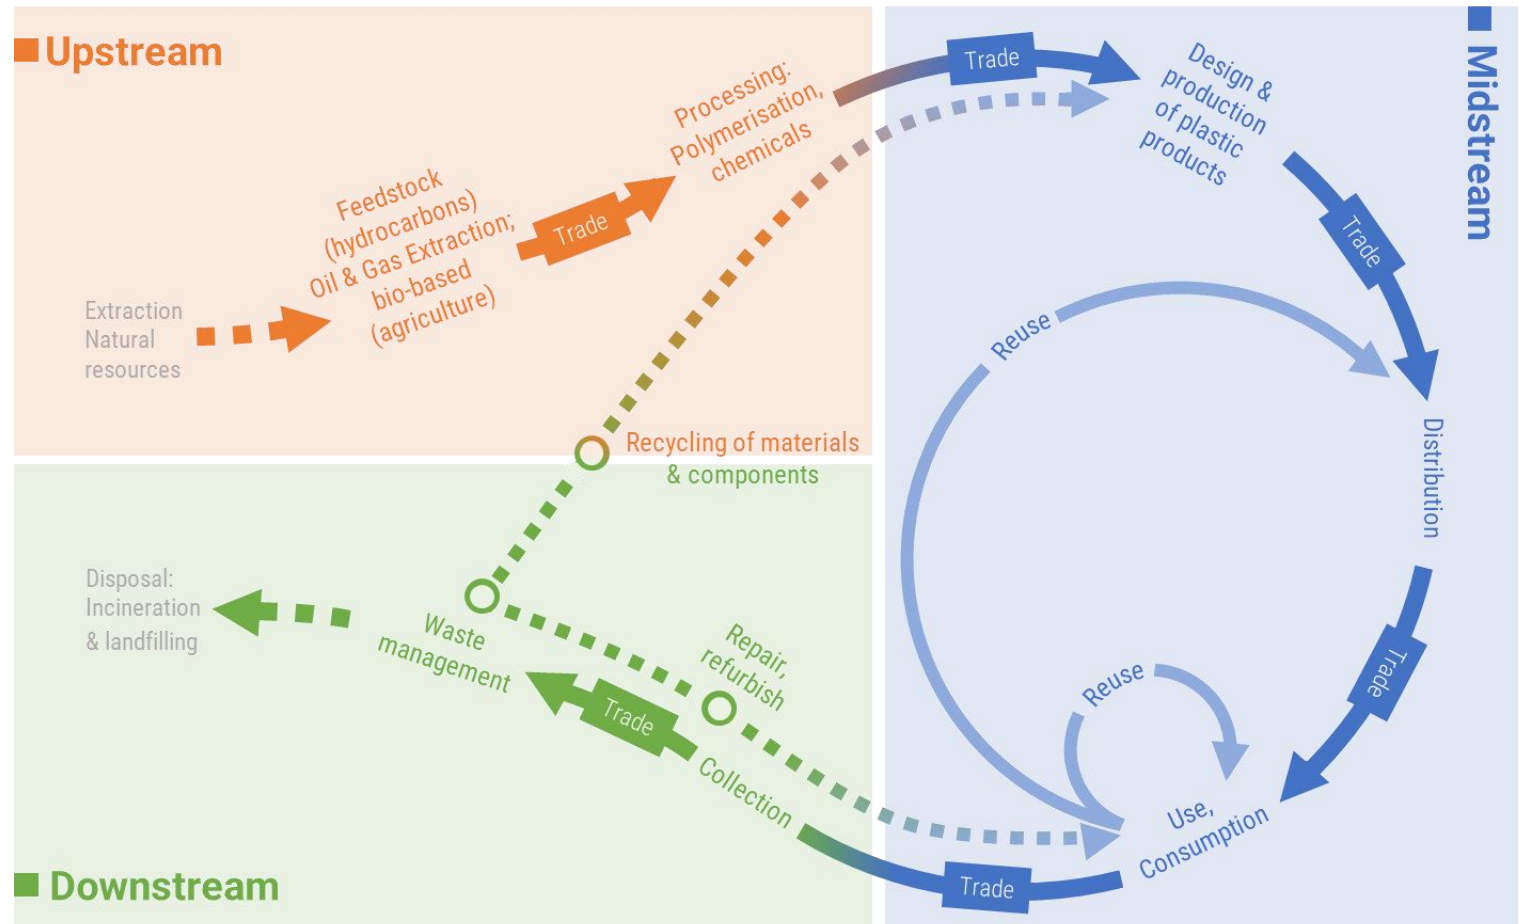 Upstream
Extraction
Natural
resources
Feedstock
(hydrocarbons)
Oil & Gas Extraction;
bio-based
(agriculture)
Trade
Processing:
Polymerisation,
chemicals
Trade
Midstream
Design &
production
of plastic
products
Trade
Reuse
Distribution
Trade
Reuse
Use,
Consumption
Trade
Recycling of materials
& components
Collection
Trade
Repair,
refurbish
Waste
management
Disposal:
Incineration
& landfilling
Downstream